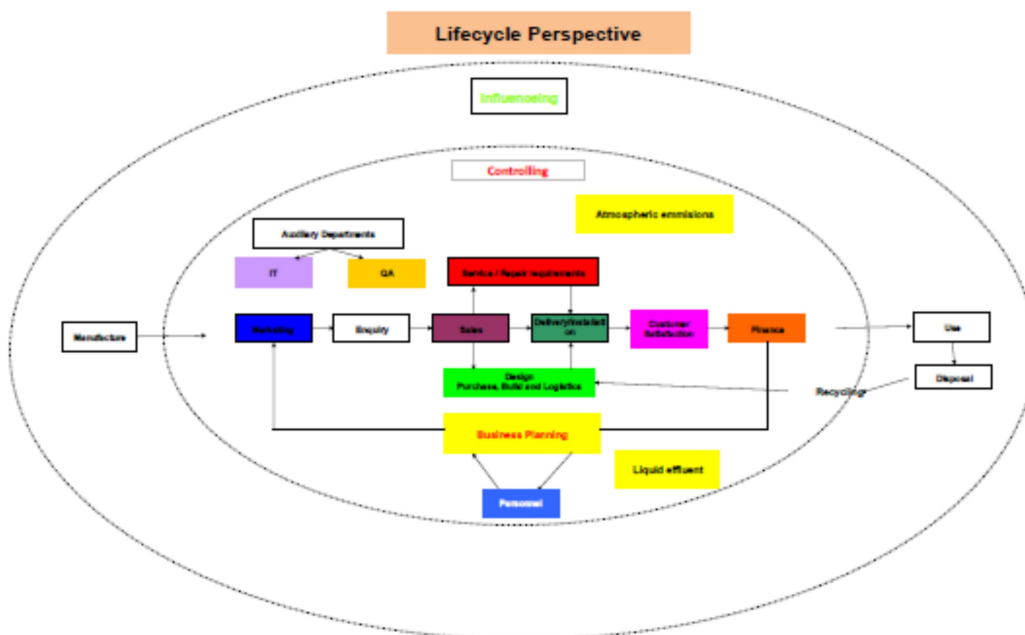 Lifecycle Perspective
Influenceing
Controlling
Atmospheric emmisions
Auxiliary Departments
IT
QA
Service / Repair requirements
Manufacture
Marketing
Enquiry
Sales
Delivery/Installati
on
Customer
Satisfaction
Finance
Use
Design
Purchase, Build and Logistics
Disposal
Recycling
Business Planning
Liquid effluent
Personnel